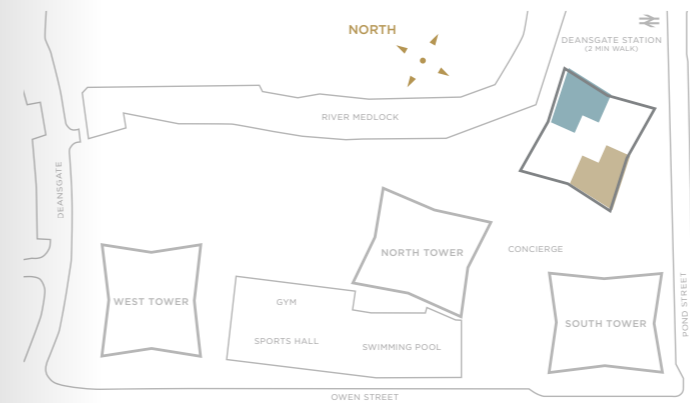 NORTH
DEANSGATE STATION
(2 MIN WALK)
RIVER MEDLOCK
DEANSGATE
NORTH TOWER
CONCIERGE
WEST TOWER
GYM
SOUTH TOWER
POND STREET
SPORTS HALL
SWIMMING POOL
OWEN STREET